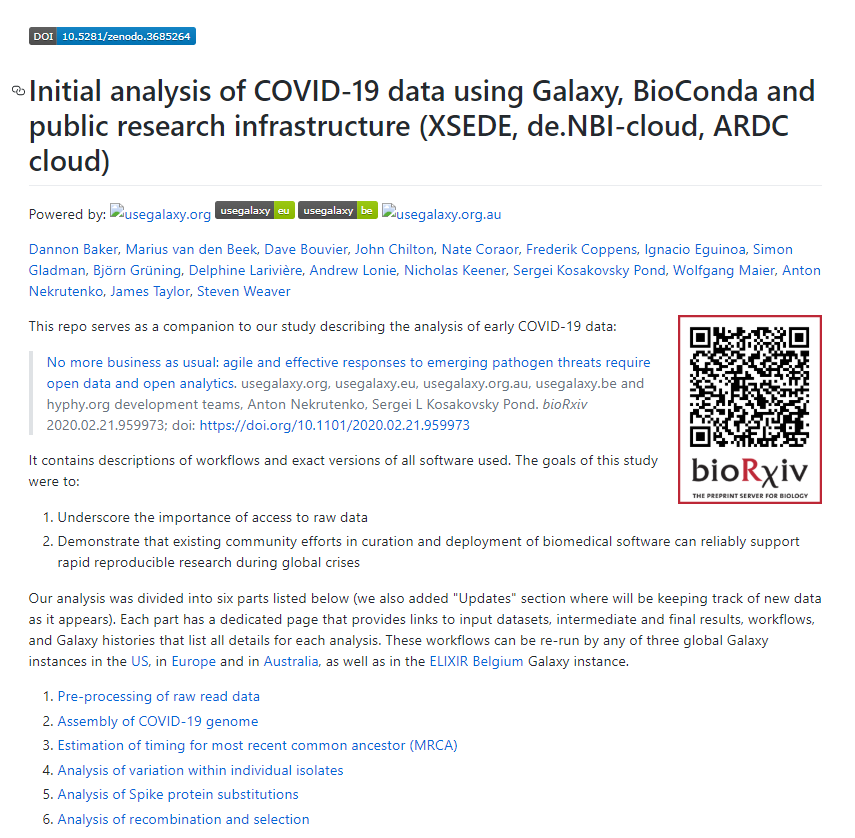 DOI 10.5281/zenodo.3685264
Initial analysis of COVID-19 data using Galaxy, BioConda and
public research infrastructure (XSEDE, de.NBI-cloud, ARDC
cloud)
Powered by: usegalaxy.org usegalaxy eu usegalaxy be usegalaxy.org.au
Dannon Baker, Marius van den Beek, Dave Bouvier, John Chilton, Nate Coraor, Frederik Coppens, Ignacio Eguinoa, Simon
Gladman, Björn Grüning, Delphine Larivière, Andrew Lonie, Nicholas Keener, Sergei Kosakovsky Pond, Wolfgang Maier, Anton
Nekrutenko, James Taylor, Steven Weaver
This repo serves as a companion to our study describing the analysis of early COVID-19 data:
No more business as usual: agile and effective responses to emerging pathogen threats require
open data and open analytics. usegalaxy.org, usegalaxy.eu, usegalaxy.org.au, usegalaxy.be and
hyphy.org development teams, Anton Nekrutenko, Sergei L Kosakovsky Pond. bioRxiv
2020.02.21.959973; doi: https://doi.org/10.1101/2020.02.21.959973
bioRxiv
THE PREPRINT SERVER FOR BIOLOGY
It contains descriptions of workflows and exact versions of all software used. The goals of this study
were to:
1. Underscore the importance of access to raw data
2. Demonstrate that existing community efforts in curation and deployment of biomedical software can reliably support
rapid reproducible research during global crises
Our analysis was divided into six parts listed below (we also added "Updates" section where will be keeping track of new data
as it appears). Each part has a dedicated page that provides links to input datasets, intermediate and final results, workflows,
and Galaxy histories that list all details for each analysis. These workflows can be re-run by any of three global Galaxy
instances in the US, in Europe and in Australia, as well as in the ELIXIR Belgium Galaxy instance.
1. Pre-processing of raw read data
2. Assembly of COVID-19 genome
3. Estimation of timing for most recent common ancestor (MRCA)
4. Analysis of variation within individual isolates
5. Analysis of Spike protein substitutions
6. Analysis of recombination and selection